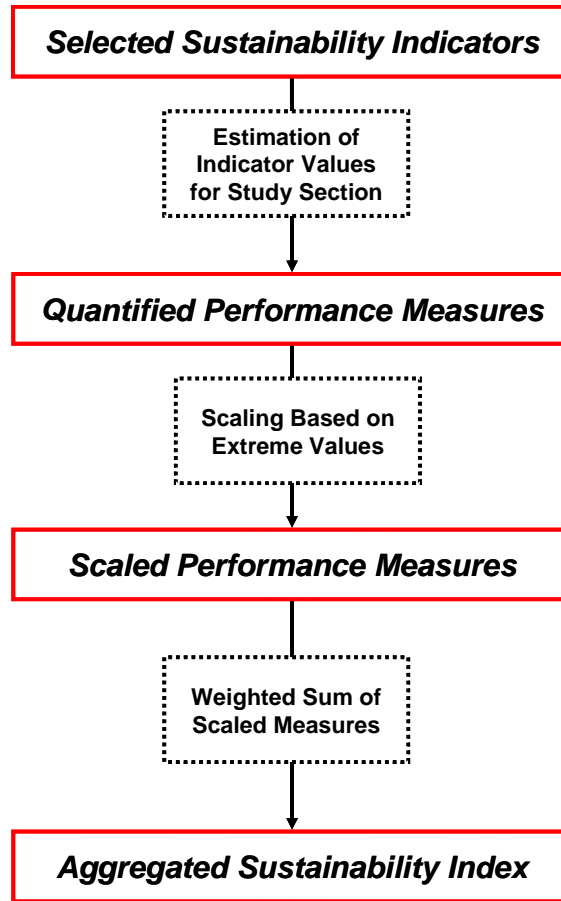 Selected Sustainability Indicators
Estimation of
Indicator Values
for Study Section
Quantified Performance Measures
Scaling Based on
Extreme Values
Scaled Performance Measures
Weighted Sum of
Scaled Measures
Aggregated Sustainability Index